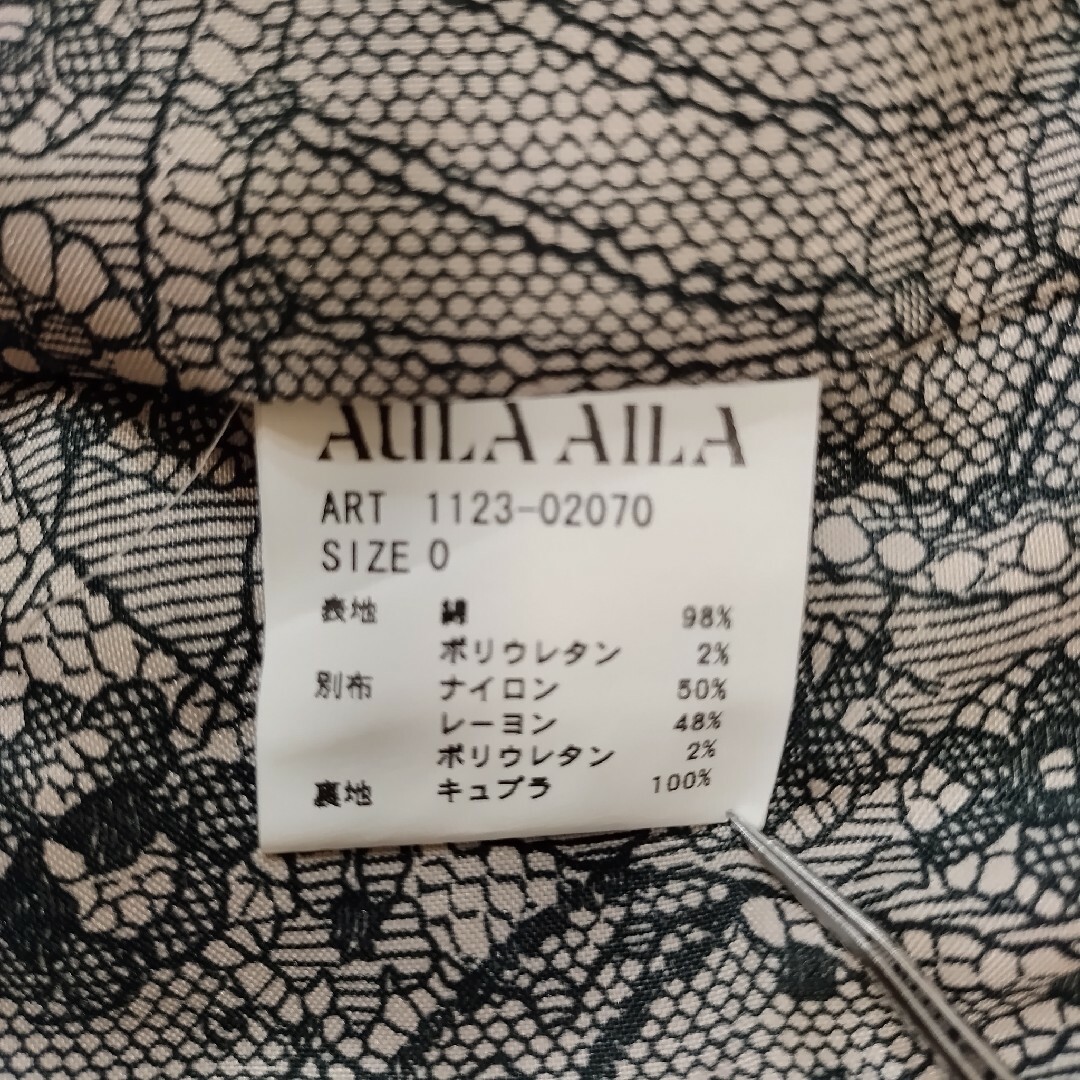 AULA AILA
ART 1123-02070
SIZE 0
表地 綿 98%
ポリウレタン 2%
別布 ナイロン 50%
レーヨン 48%
ポリウレタン 2%
裏地 キュプラ 100%